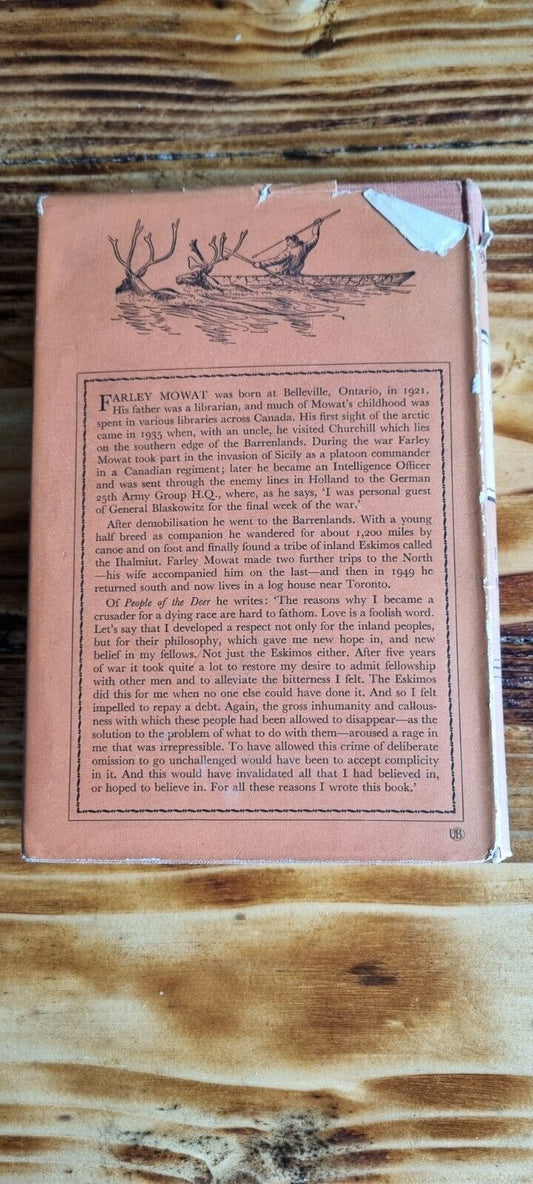 FARLEY MOWAT was born at Belleville, Ontario, in 1921.
His father was a librarian, and much of Mowat's childhood was
spent in various libraries across Canada. His first sight of the arctic
came in 1935 when, with an uncle, he visited Churchill which lies
on the southern edge of the Barrenlands. During the war Farley
Mowat took part in the invasion of Sicily as a platoon commander
in a Canadian regiment; later he became an Intelligence Officer
and was sent through the enemy lines in Holland to the German
25th Army Group H.Q., where, as he says, 'I was personal guest
of General Blaskowitz for the final week of the war.'
After demobilisation he went to the Barrenlands. With a young
half breed as companion he wandered for about 1,200 miles by
canoe and on foot and finally found a tribe of inland Eskimos called
the Ihalmiut. Farley Mowat made two further trips to the North
—his wife accompanied him on the last—and then in 1949 he
returned south and now lives in a log house near Toronto.
Of People of the Deer he writes: 'The reasons why I became a
crusader for a dying race are hard to fathom. Love is a foolish word.
Let's say that I developed a respect not only for the inland peoples,
but for their philosophy, which gave me new hope in, and new
belief in my fellows. Not just the Eskimos either. After five years
of war it took quite a lot to restore my desire to admit fellowship
with other men and to alleviate the bitterness I felt. The Eskimos
did this for me when no one else could have done it. And so I felt
impelled to repay a debt. Again, the gross inhumanity and callous-
ness with which these people had been allowed to disappear—as the
solution to the problem of what to do with them—aroused a rage in
me that was irrepressible. To have allowed this crime of deliberate
omission to go unchallenged would have been to accept complicity
in it. And this would have invalidated all that I had believed in,
or hoped to believe in. For all these reasons I wrote this book.'
UB